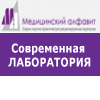 Медицинский алфавит
Современная
ЛАБОРАТОРИЯ